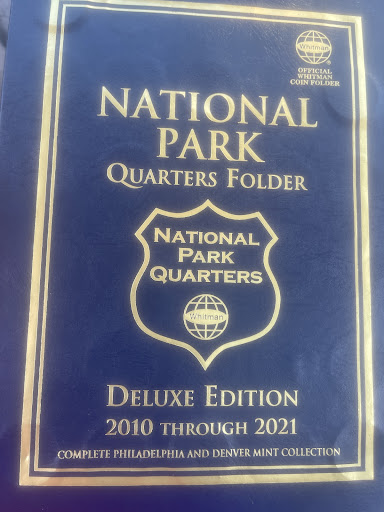 Whitman
OFFICIAL
WHITMAN
COIN FOLDER
NATIONAL
PARK
QUARTERS FOLDER
NATIONAL
PARK
QUARTERS
Whitman
DELUXE EDITION
2010 THROUGH 2021
COMPLETE PHILADELPHIA AND DENVER MINT COLLECTION